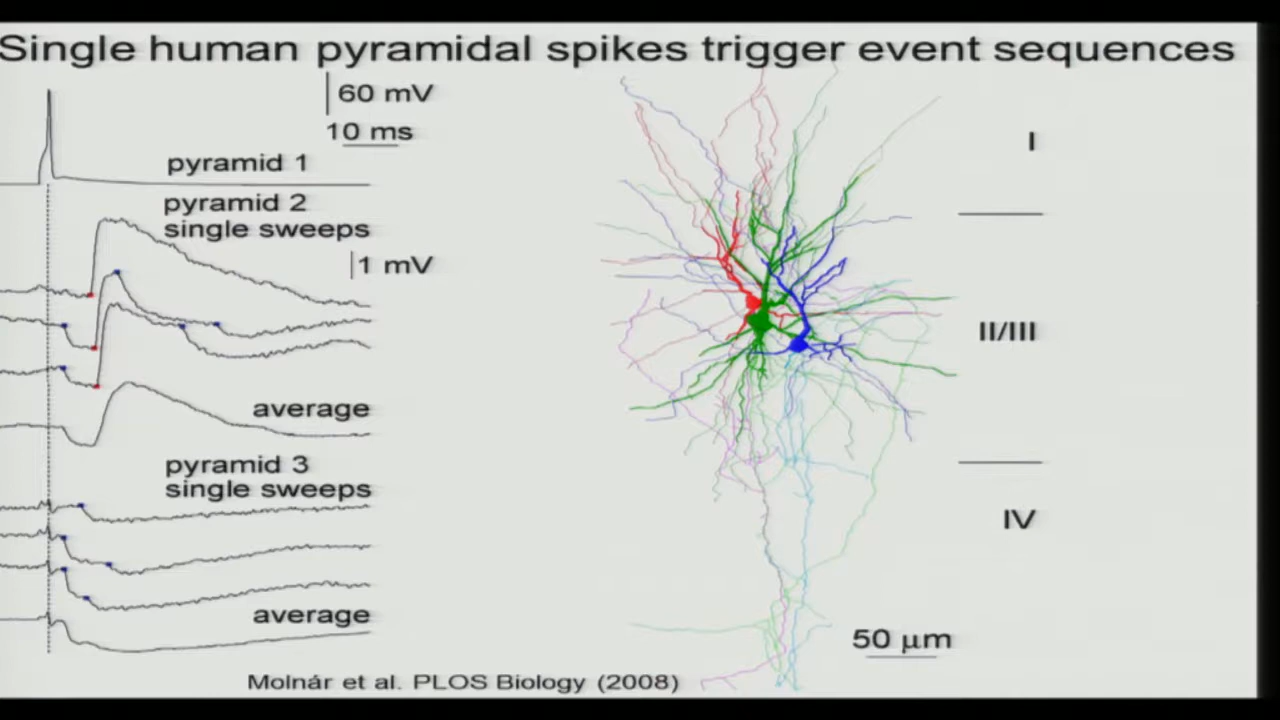 Single human pyramidal spikes trigger event sequences
60 mV
10 ms
pyramid 1
pyramid 2
single sweeps
1 mV
average
pyramid 3
single sweeps
average
I
II/III
IV
50 µm
Molnár et al. PLOS Biology (2008)